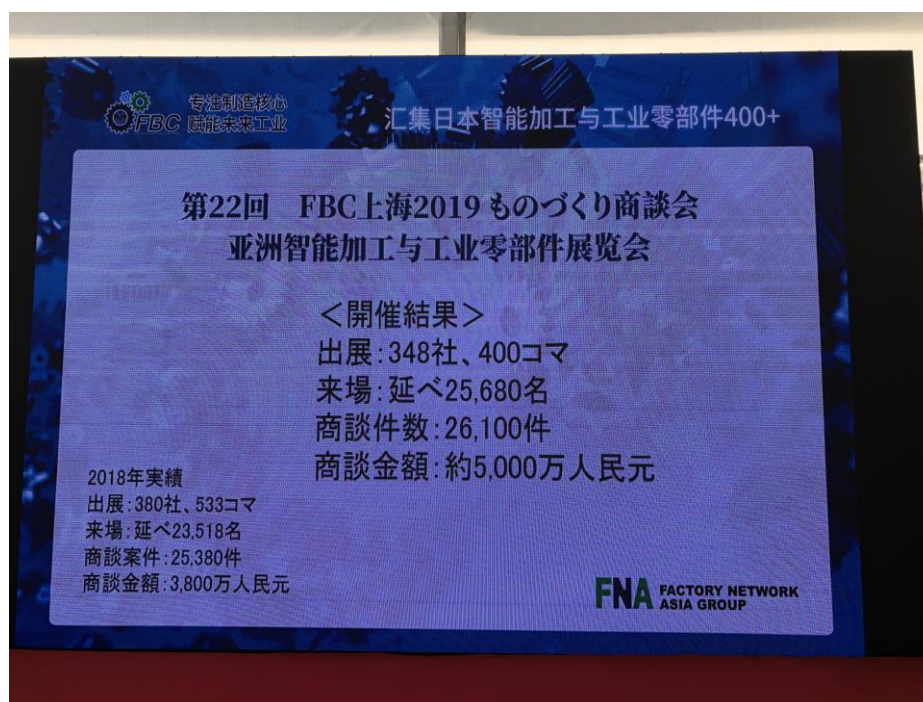 FBC
专注制造核心
赋能未来工业
汇集日本智能加工与工业零部件400+
第22回 FBC上海2019 ものづくり商談会
亚洲智能加工与工业零部件展览会
＜開催結果＞
出展:348社、400コマ
来場:延べ25,680名
商談件数:26,100件
商談金額:約5,000万人民元
2018年実績
出展:380社、533コマ
来場:延べ23,518名
商談案件:25,380件
商談金額:3,800万人民元
FNA FACTORY NETWORK
ASIA GROUP